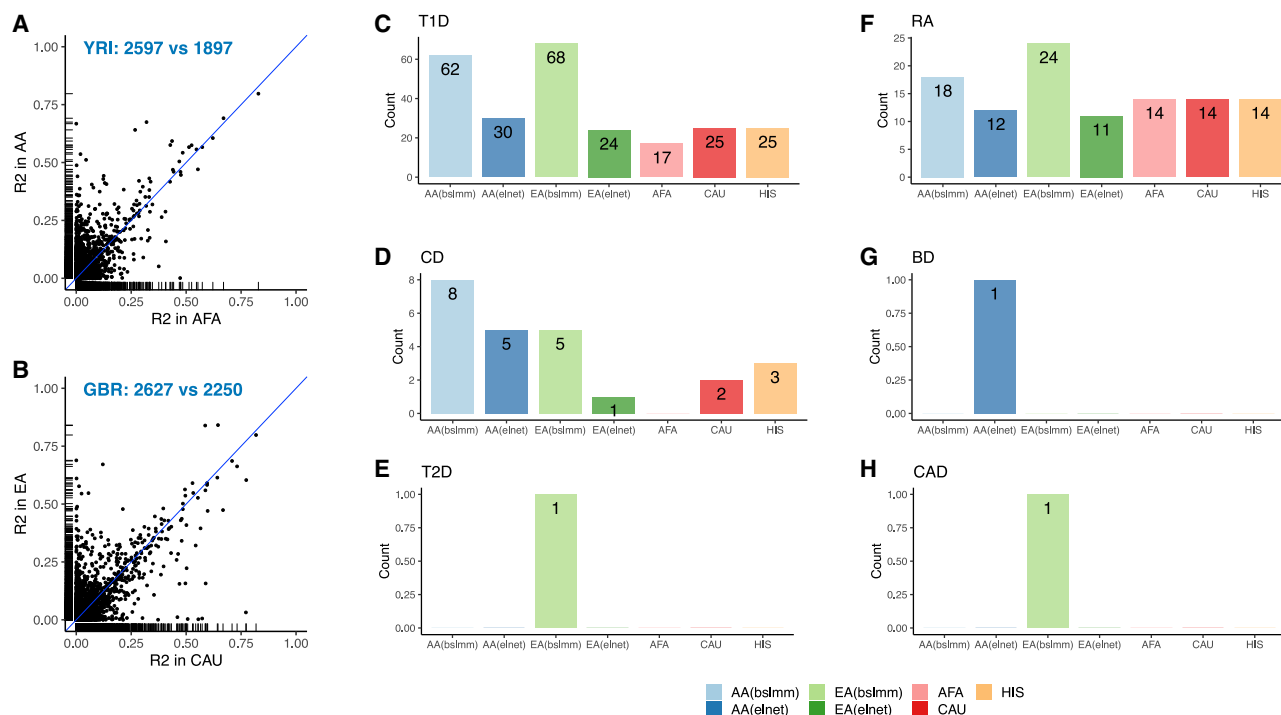 A
YRI: 2597 vs 1897
1.00
0.75
0.50
0.25
0.00
R2 in AA
0.00 0.25 0.50 0.75 1.00
R2 in AFA
B
GBR: 2627 vs 2250
1.00
0.75
0.50
0.25
0.00
R2 in EA
0.00 0.25 0.50 0.75 1.00
R2 in CAU
C T1D
Count
60
40
20
0
62 30 68 24 17 25 25
AA(bslmm) AA(elnet) EA(bslmm) EA(elnet) AFA CAU HIS
D CD
Count
8
6
4
2
0
8 5 5 1 2 3
AA(bslmm) AA(elnet) EA(bslmm) EA(elnet) AFA CAU HIS
E T2D
Count
1.00
0.75
0.50
0.25
0.00
1
AA(bslmm) AA(elnet) EA(bslmm) EA(elnet) AFA CAU HIS
F RA
Count
25
20
15
10
5
0
18 12 24 11 14 14 14
AA(bslmm) AA(elnet) EA(bslmm) EA(elnet) AFA CAU HIS
G BD
Count
1.00
0.75
0.50
0.25
0.00
1
AA(bslmm) AA(elnet) EA(bslmm) EA(elnet) AFA CAU HIS
H CAD
Count
1.00
0.75
0.50
0.25
0.00
1
AA(bslmm) AA(elnet) EA(bslmm) EA(elnet) AFA CAU HIS
AA(bslmm) EA(bslmm) AFA HIS
AA(elnet) EA(elnet) CAU